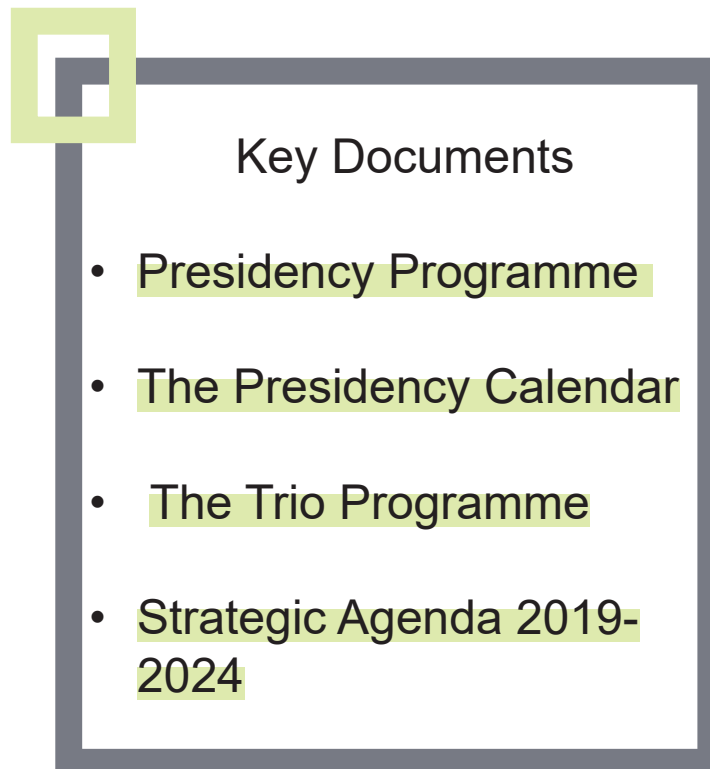 Key Documents
• Presidency Programme
• The Presidency Calendar
• The Trio Programme
• Strategic Agenda 2019-
2024